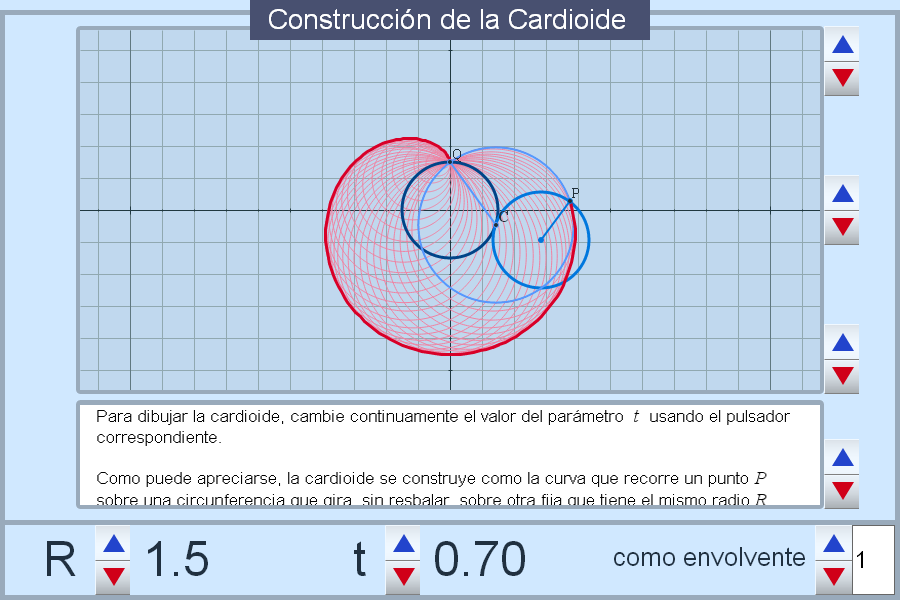 Construcción de la Cardioide
Q
P
C
Para dibujar la cardioide, cambie continuamente el valor del parámetro t usando el pulsador
correspondiente.
Como puede apreciarse, la cardioide se construye como la curva que recorre un punto P
sobre una circunferencia que gira, sin resbalar, sobre otra fija que tiene el mismo radio R
R 1.5 t 0.70 como envolvente 1